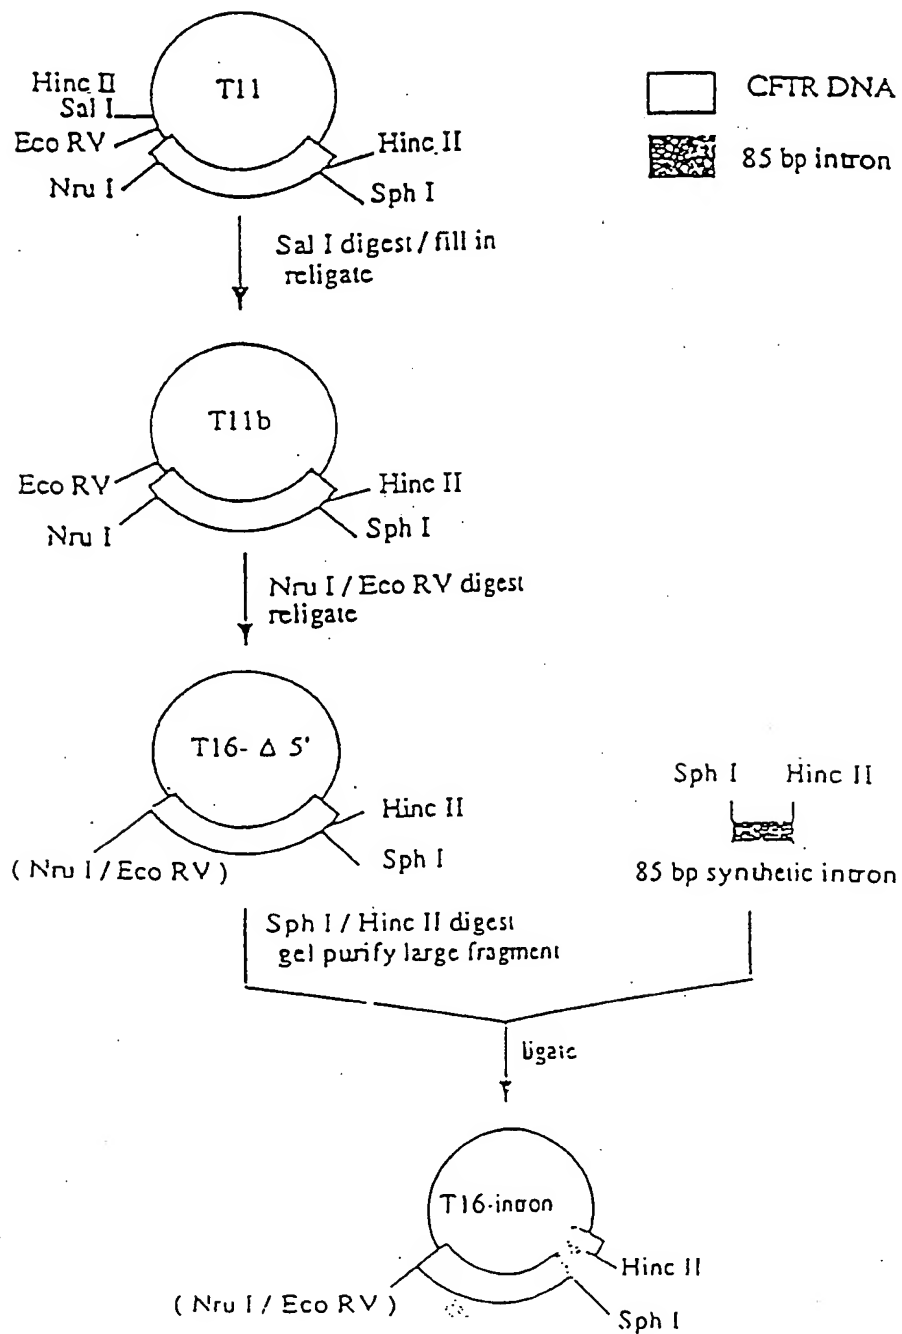 T11
Hinc II
Sal I
Eco RV
Nru I
Hinc II
Sph I
CFTR DNA
85 bp intron
Sal I digest / fill in
religate
T11b
Eco RV
Nru I
Hinc II
Sph I
Nru I / Eco RV digest
religate
T16- Δ 5'
Hinc II
Sph I
( Nru I / Eco RV )
Sph I Hinc II
85 bp synthetic intron
Sph I / Hinc II digest
gel purify large fragment
ligate
T16-intron
Hinc II
Sph I
( Nru I / Eco RV )